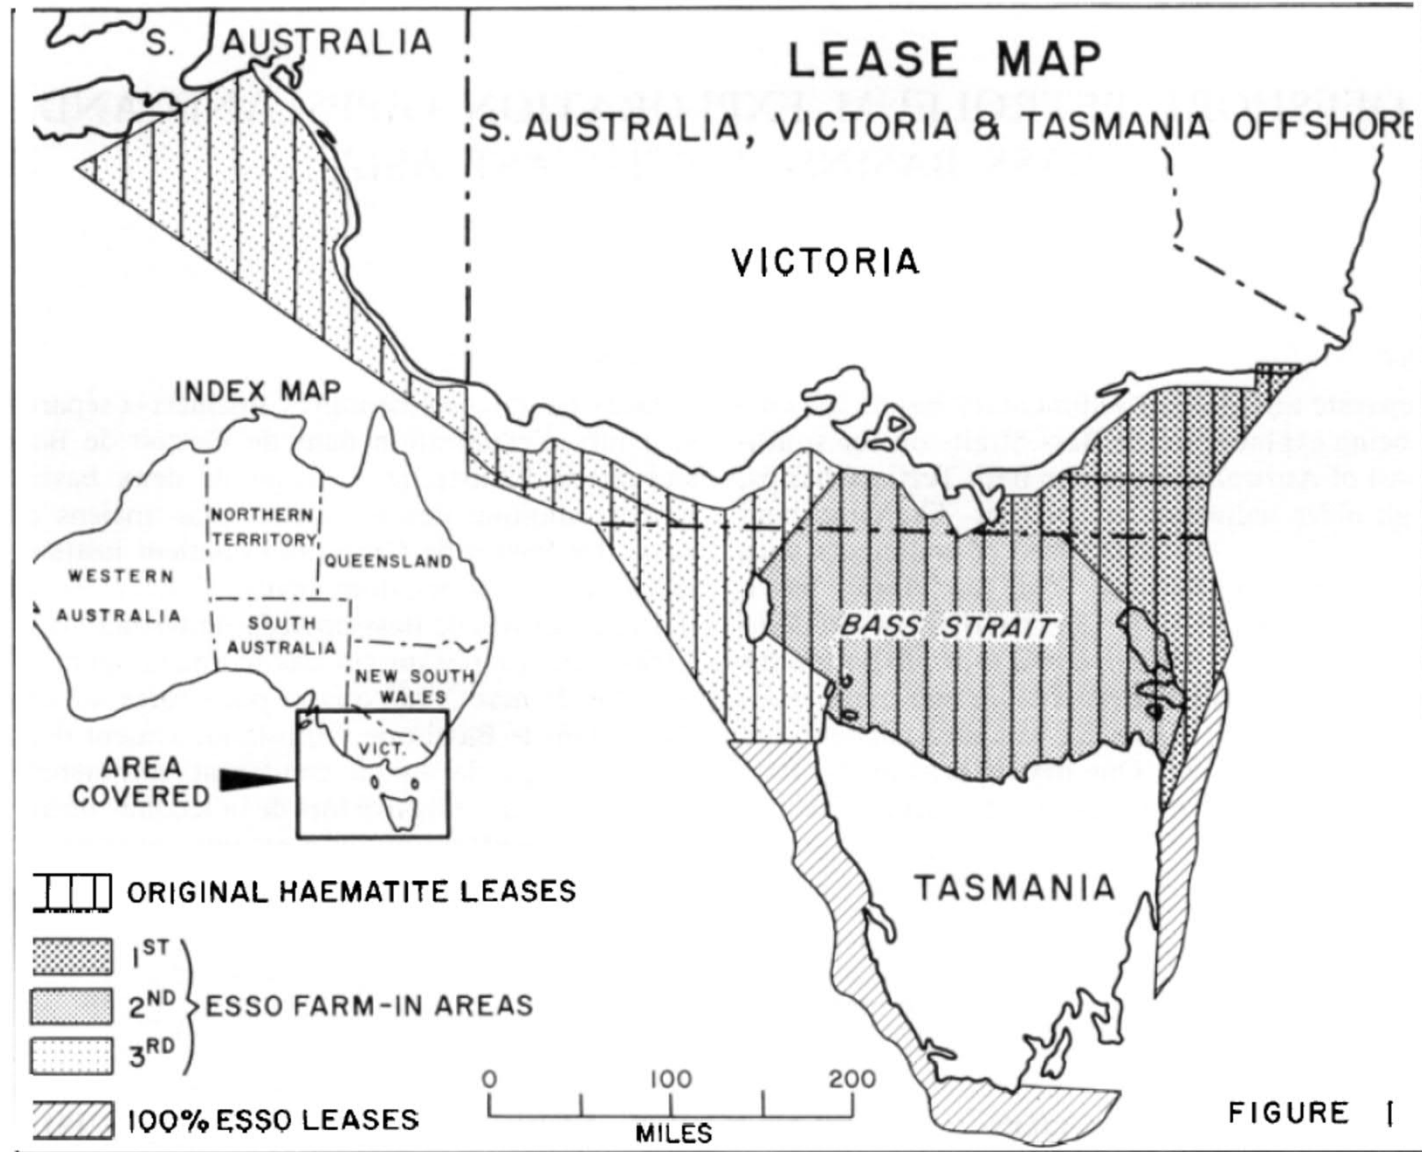 S. AUSTRALIA
LEASE MAP
S. AUSTRALIA, VICTORIA & TASMANIA OFFSHORE
VICTORIA
INDEX MAP
NORTHERN
TERRITORY
QUEENSLAND
WESTERN
AUSTRALIA
SOUTH
AUSTRALIA
NEW SOUTH
WALES
VICT.
AREA
COVERED
BASS STRAIT
TASMANIA
ORIGINAL HAEMATITE LEASES
1ST
2ND
3RD
ESSO FARM-IN AREAS
100% ESSO LEASES
0 100 200
MILES
FIGURE 1